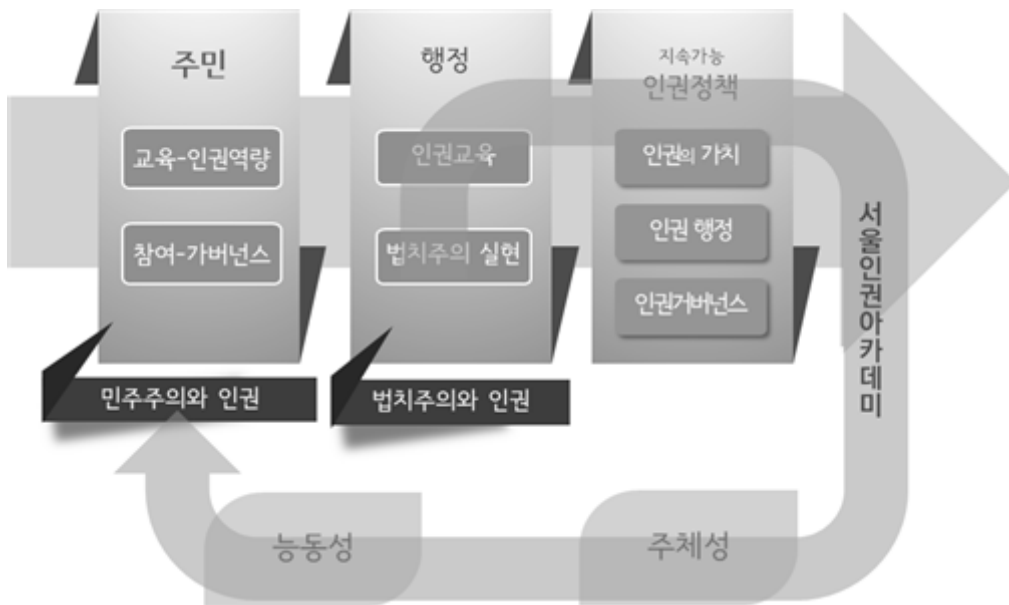 주민
교육-인권역량
참여-가버넌스
민주주의와 인권
행정
인권교육
법치주의 실현
법치주의와 인권
지속가능
인권정책
인권의 가치
인권 행정
인권거버넌스
서울인권아카데미
능동성
주체성